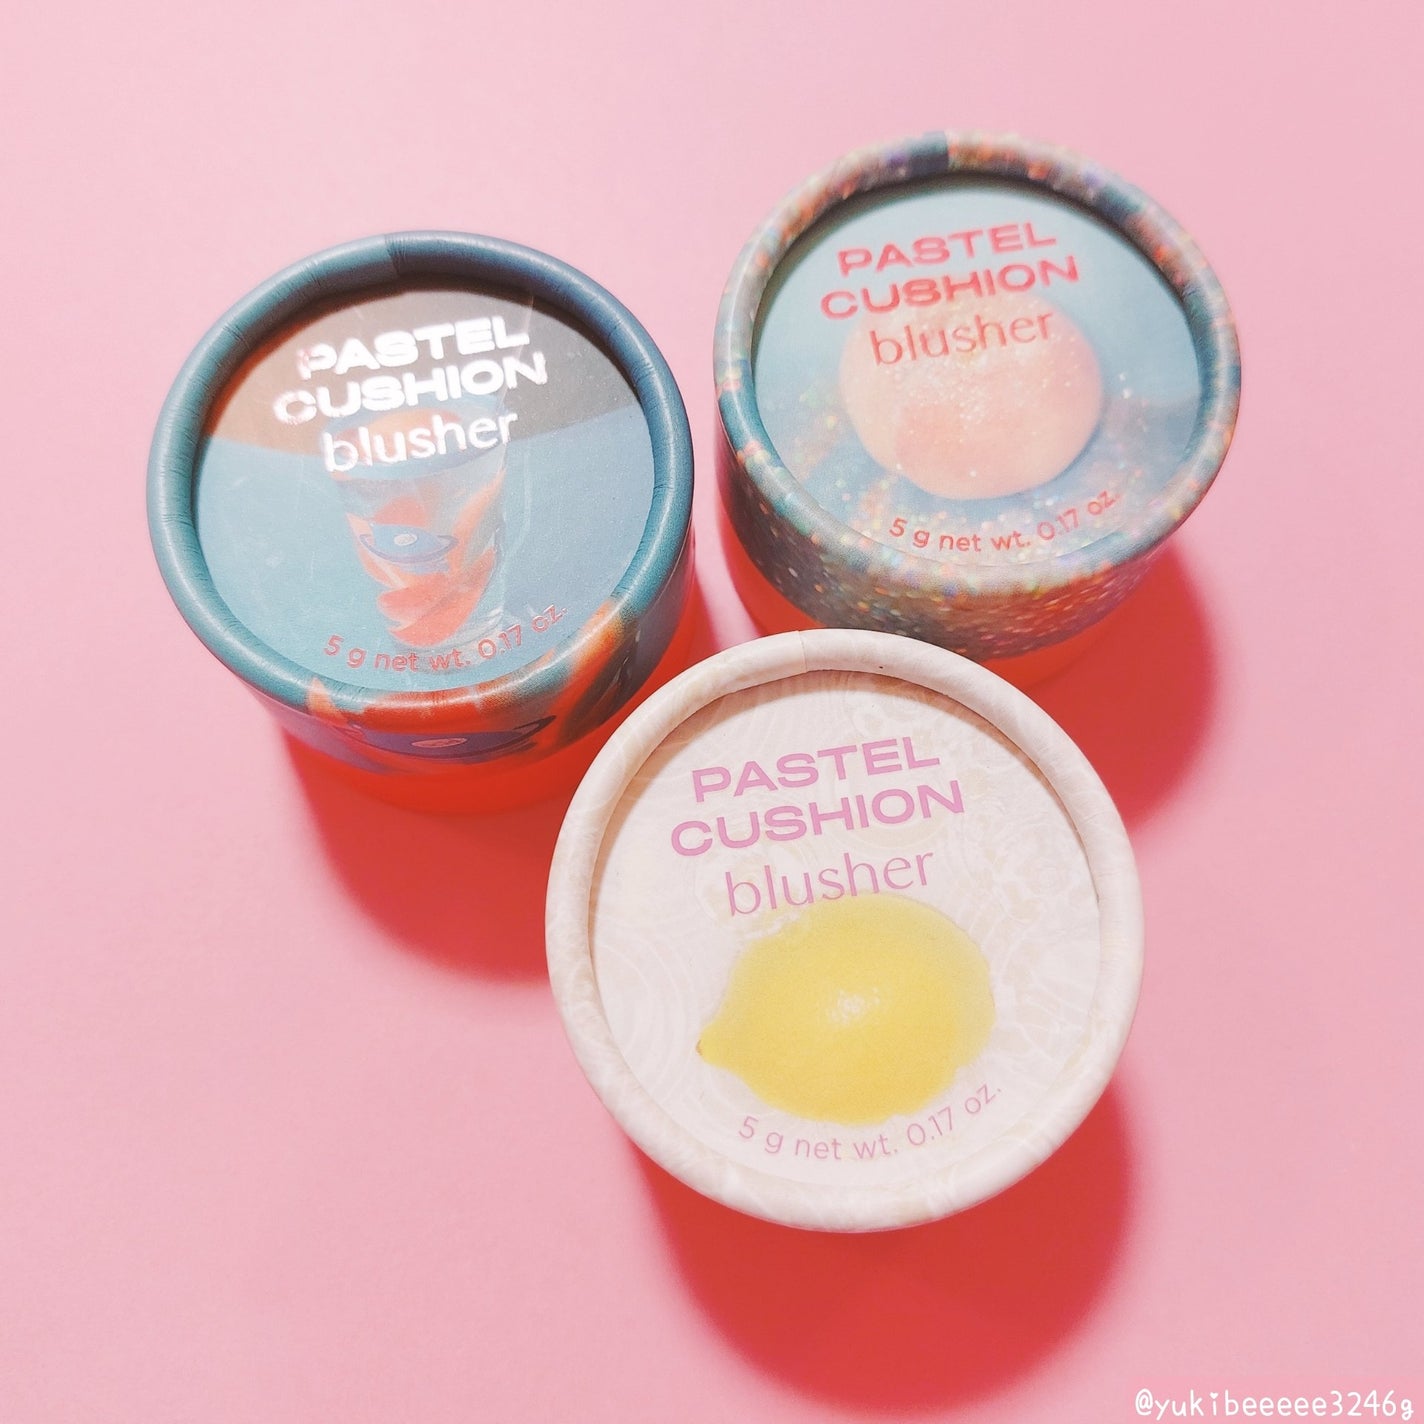 PASTEL
CUSHION
blusher
5 g net wt. 0.17 oz.
PASTEL
CUSHION
blusher
5 g net wt. 0.17 oz.
PASTEL
CUSHION
blusher
5 g net wt. 0.17 oz.
@yukibeeeee3246g